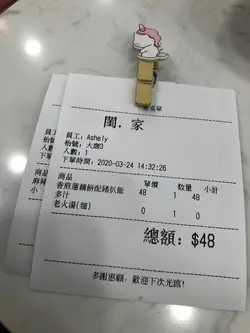 閨．家
員工：Ashely
枱號：大廳3
人數：1
下單時間：2020-03-24 14:32:26
商品 單價 數量 小計
香煎蓮藕餅配豬扒飯 48 1 48
多汁
老火湯(細) 0 1 0
總額：$48
多謝惠顧，歡迎下次光臨！